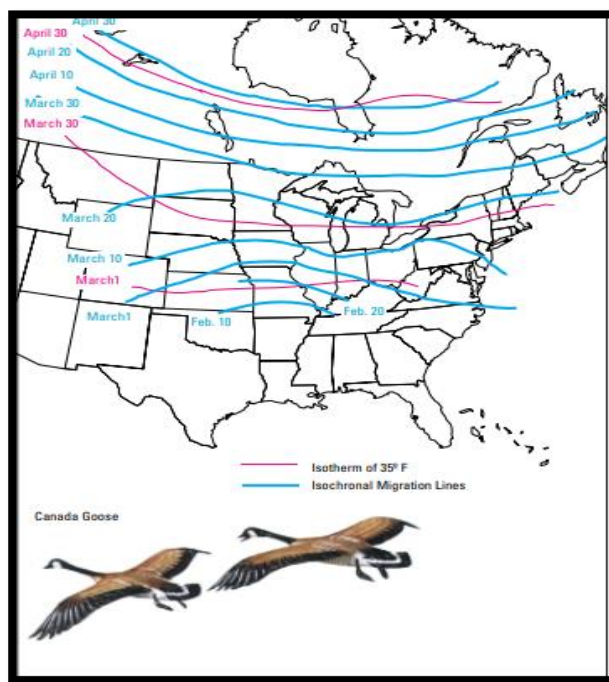 April 30
April 30
April 20
April 10
March 30
March 30
March 20
March 10
March1
March1
Feb. 10
Feb. 20
Isotherm of 35º F
Isochronal Migration Lines
Canada Goose